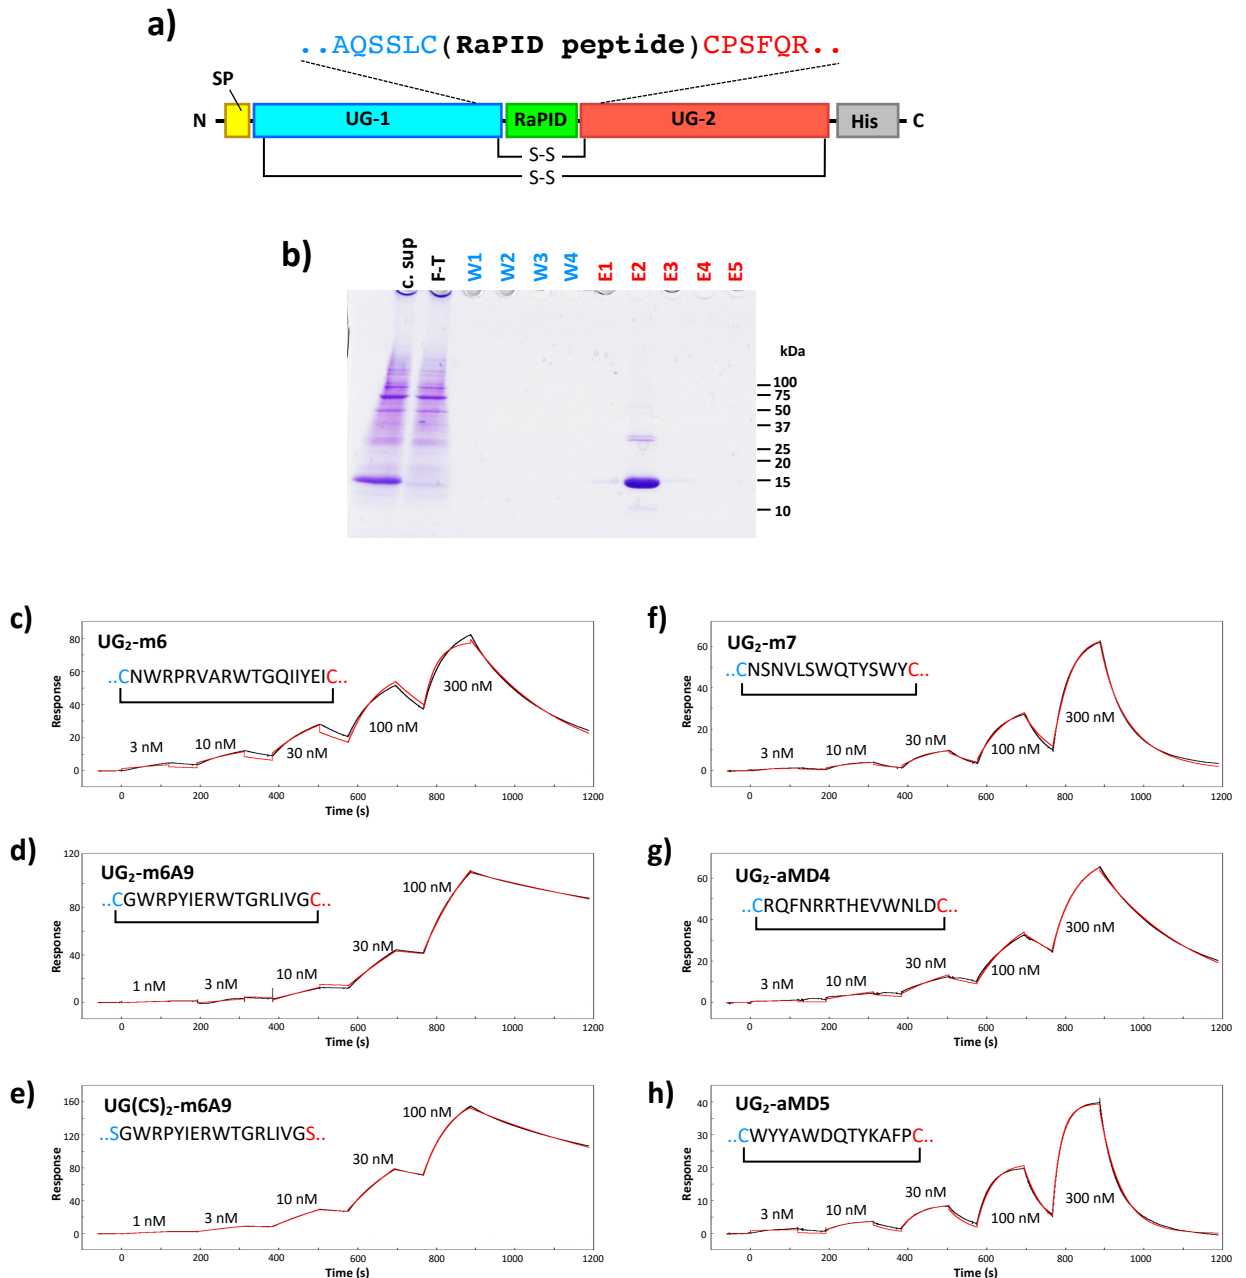 a)
..AQSSLC(RaPID peptide)CPSFQR..
SP
N UG-1 RaPID UG-2 His C
S-S
S-S
b)
c. sup F-T W1 W2 W3 W4 E1 E2 E3 E4 E5
kDa
100
75
50
37
25
20
15
10
c)
UG2-m6
..CNWRPRVARWTGQIIYEIC..
3 nM 10 nM 30 nM 100 nM 300 nM
Response
80
60
40
20
0
0 200 400 600 800 1000 1200
Time (s)
d)
UG2-m6A9
..CGWRPYIERWTGRLIVGC..
1 nM 3 nM 10 nM 30 nM 100 nM
Response
120
80
40
0
0 200 400 600 800 1000 1200
Time (s)
e)
UG(CS)2-m6A9
..SGWRPYIERWTGRLIVGS..
1 nM 3 nM 10 nM 30 nM 100 nM
Response
160
120
80
40
0
0 200 400 600 800 1000 1200
Time (s)
f)
UG2-m7
..CNSNVLSWQTYSWYC..
3 nM 10 nM 30 nM 100 nM 300 nM
Response
60
40
20
0
0 200 400 600 800 1000 1200
Time (s)
g)
UG2-aMD4
..CRQFNRRTHEVWNLDC..
3 nM 10 nM 30 nM 100 nM 300 nM
Response
60
40
20
0
0 200 400 600 800 1000 1200
Time (s)
h)
UG2-aMD5
..CWYYAWDQTYKAFPC..
3 nM 10 nM 30 nM 100 nM 300 nM
Response
40
30
20
10
0
0 200 400 600 800 1000 1200
Time (s)